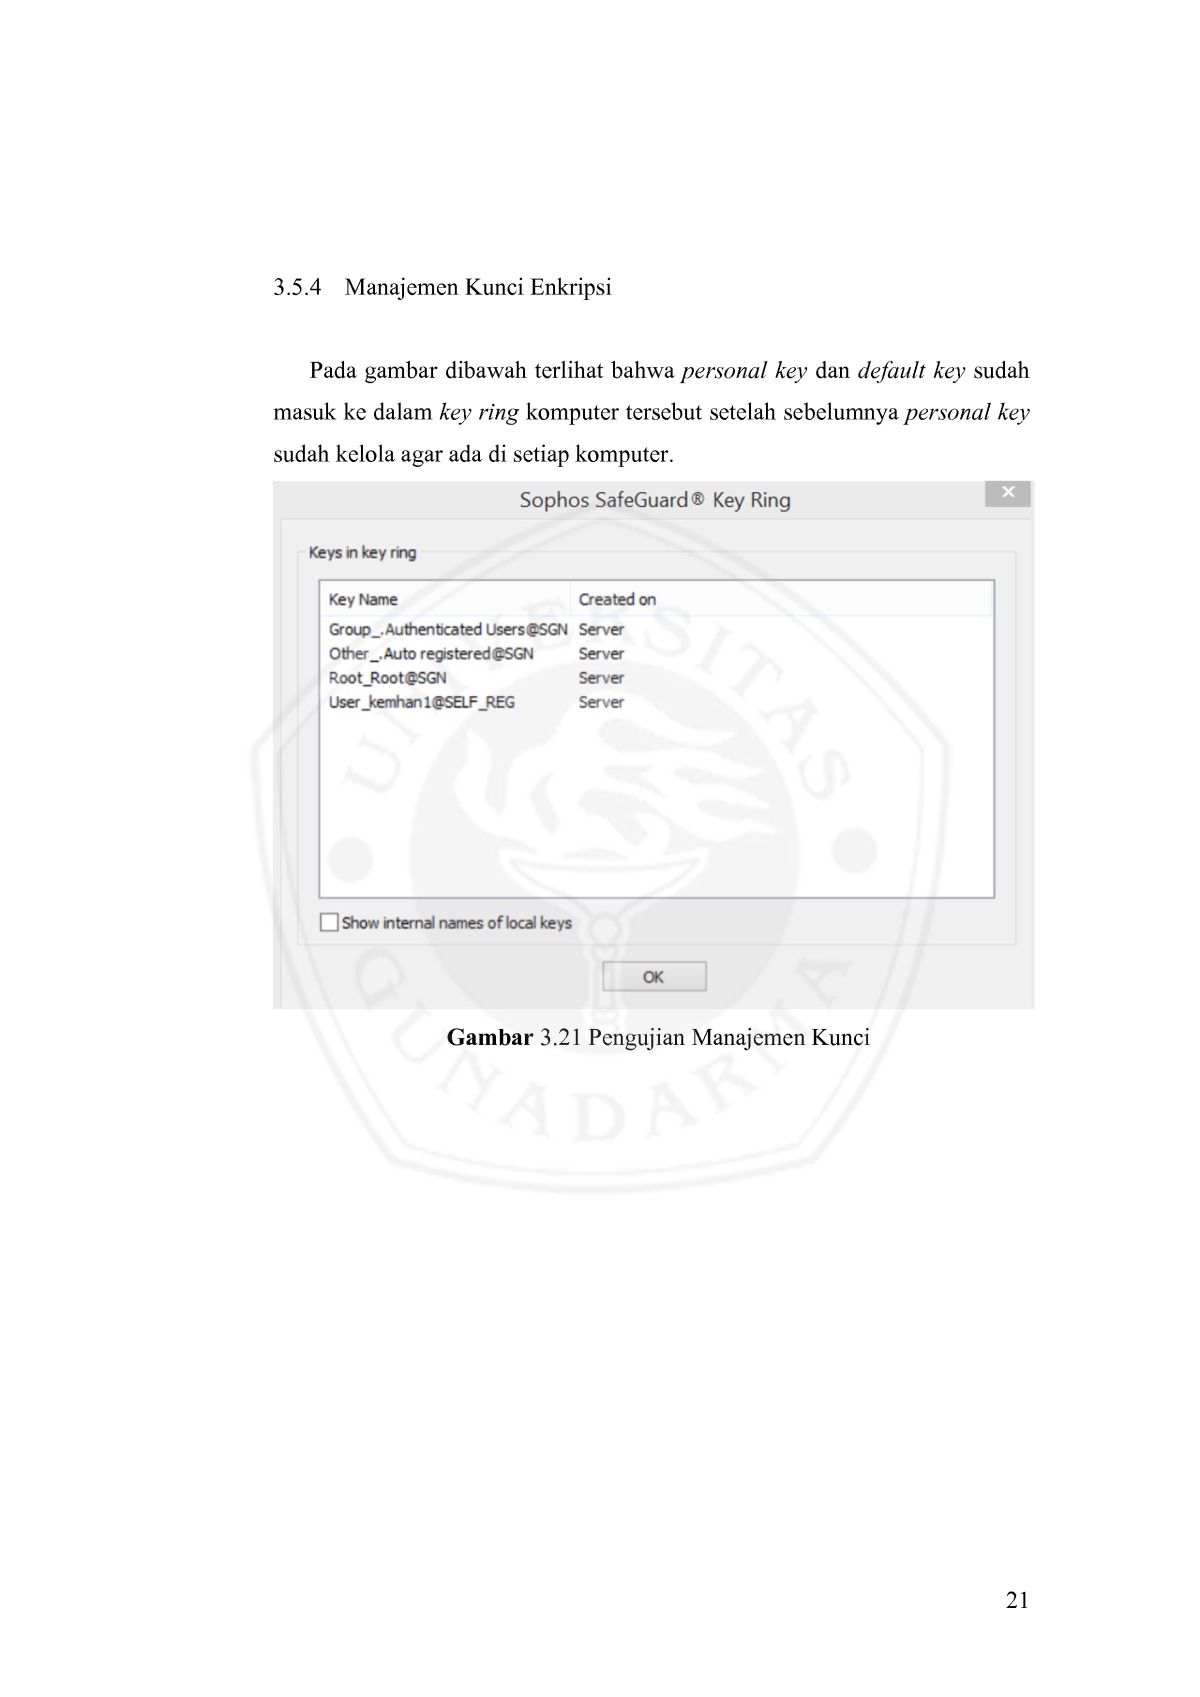 3.5.4 Manajemen Kunci Enkripsi
Pada gambar dibawah terlihat bahwa personal key dan default key sudah
masuk ke dalam key ring komputer tersebut setelah sebelumnya personal key
sudah kelola agar ada di setiap komputer.
Sophos SafeGuard® Key Ring
Keys in key ring
Key Name Created on
Group_.Authenticated Users@SGN Server
Other_.Auto registered@SGN Server
Root_Root@SGN Server
User_kemhan1@SELF_REG Server
Show internal names of local keys
OK
Gambar 3.21 Pengujian Manajemen Kunci
UNIVERSITAS
GUNADARMA
21